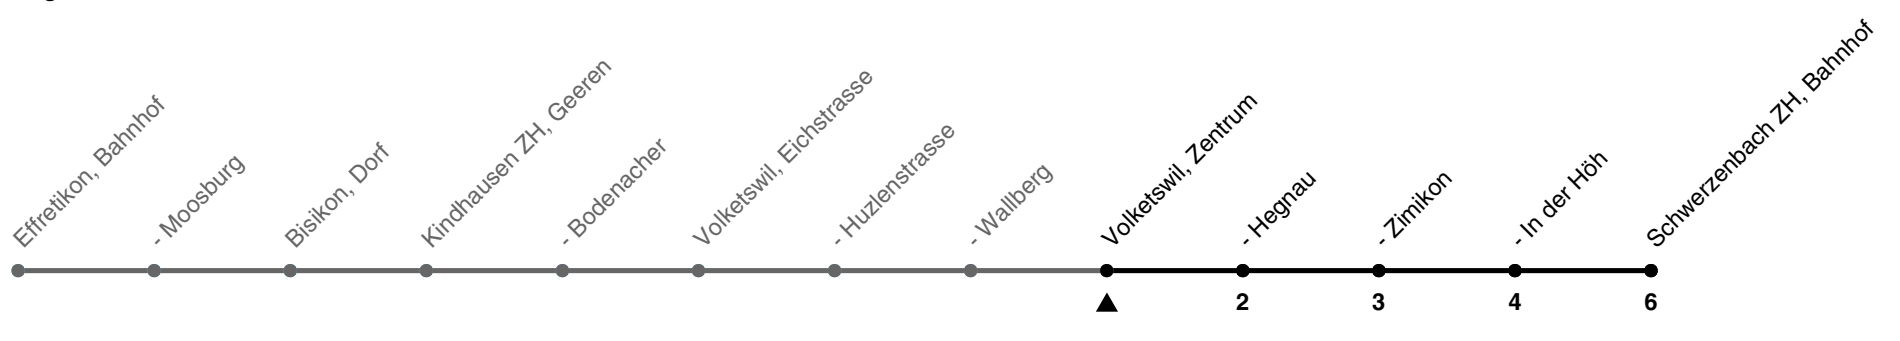 Effretikon, Bahnhof
- Moosburg
Bisikon, Dorf
Kindhausen ZH, Geeren
- Bodenacher
Volketswil, Eichstrasse
- Huzlenstrasse
- Wallberg
Volketswil, Zentrum
- Hegnau
- Zimikon
- In der Höh
Schwerzenbach ZH, Bahnhof
2
3
4
6